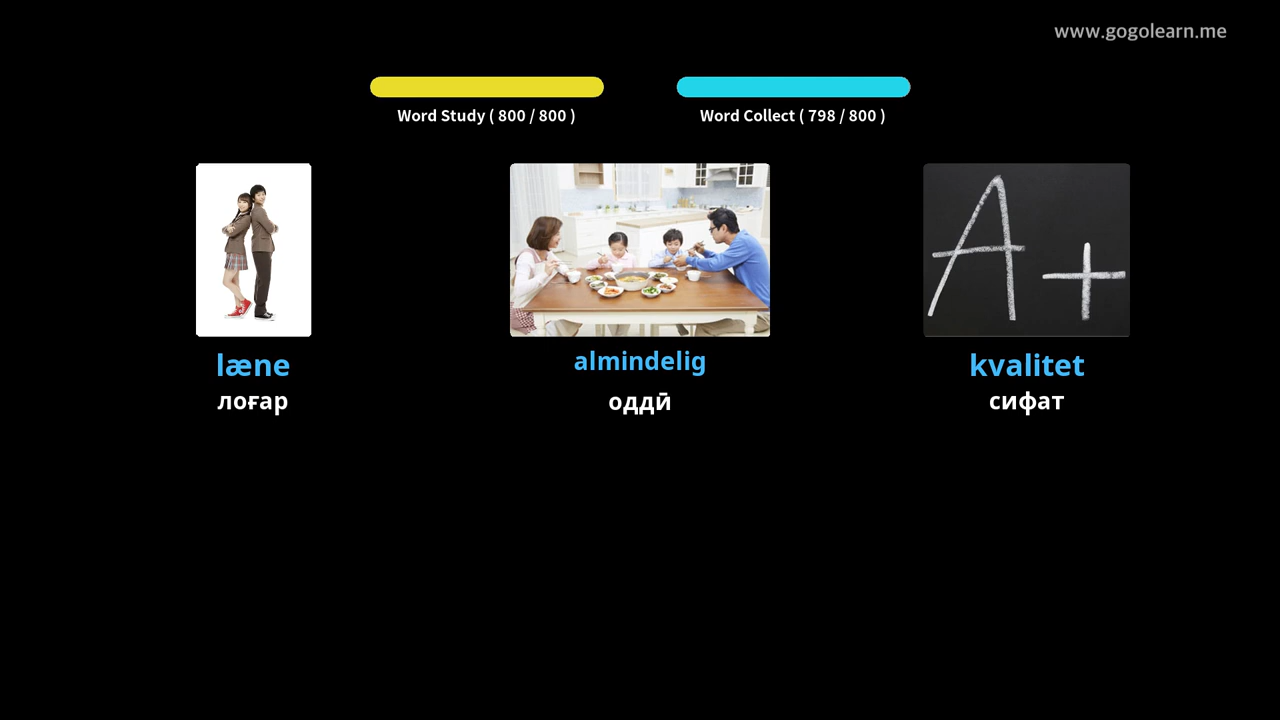 www.gogolearn.me
Word Study ( 800 / 800 )
Word Collect ( 798 / 800 )
A+
læne
almindelig
kvalitet
лоғар
оддӣ
сифат